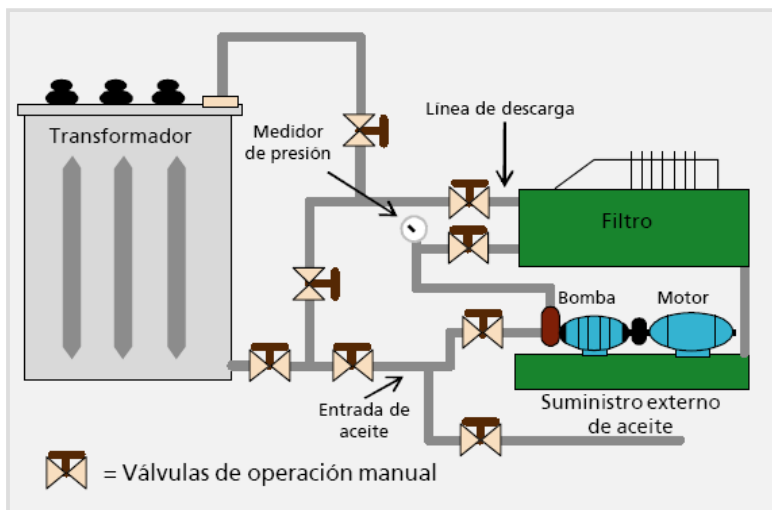 Transformador
Medidor
de presión
Línea de descarga
Filtro
Bomba
Motor
Entrada de
aceite
Suministro externo
de aceite
= Válvulas de operación manual